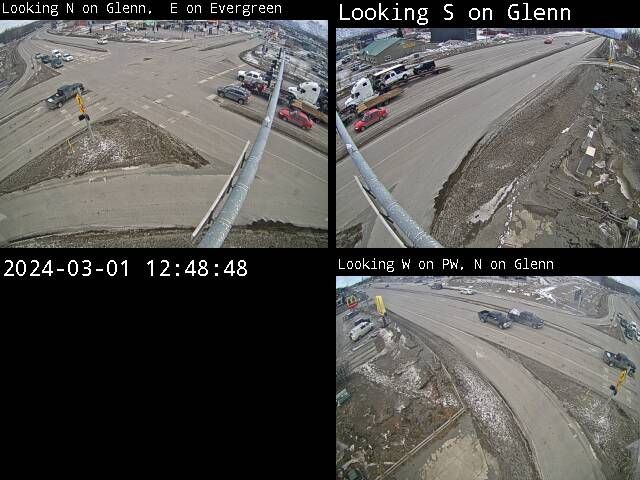 Looking N on Glenn,  E on Evergreen
Looking S on Glenn
2024-03-01 12:48:48
Looking W on PW, N on Glenn